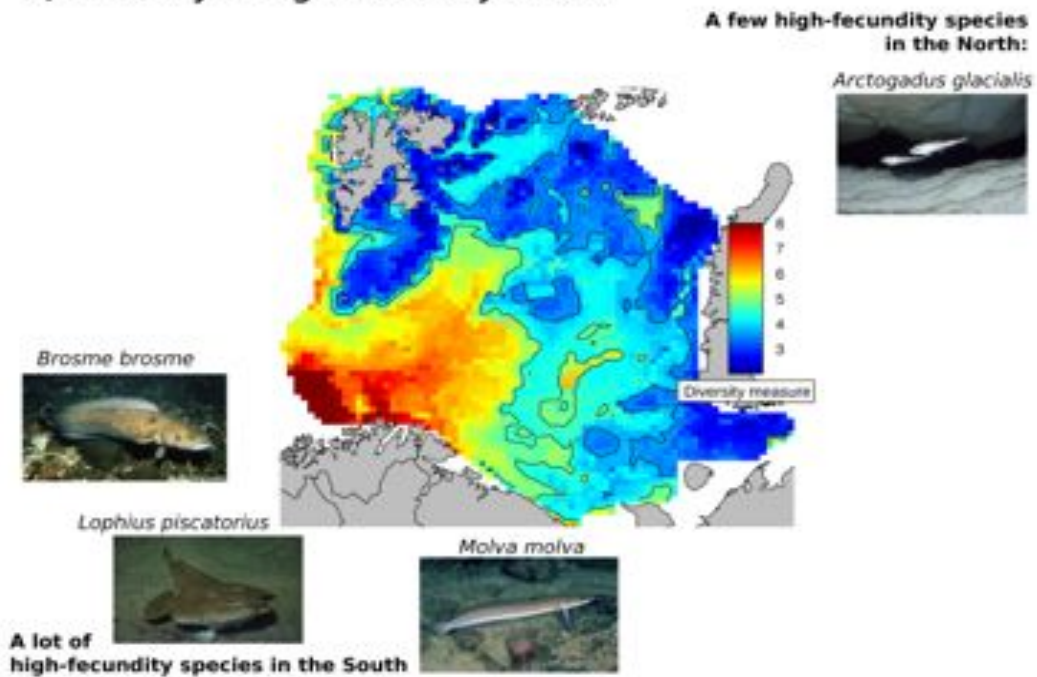 A few high-fecundity species
in the North:
Arctogadus glacialis
8
7
6
5
4
3
Diversity measure
Brosme brosme
Lophius piscatorius
Molva molva
A lot of
high-fecundity species in the South